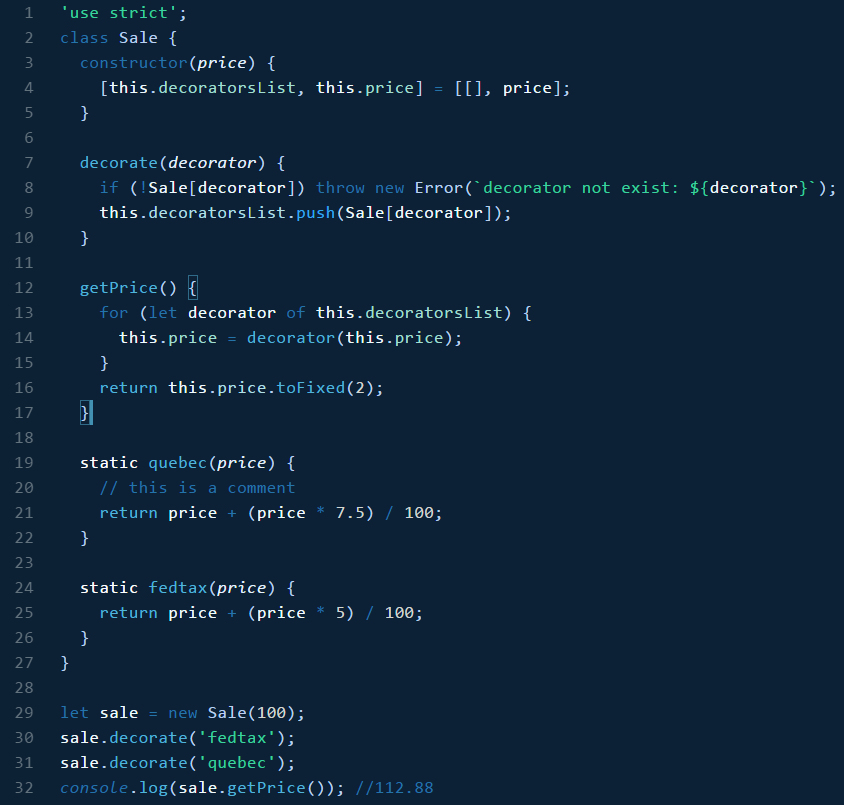 1 'use strict';
2 class Sale {
3   constructor(price) {
4     [this.decoratorsList, this.price] = [[], price];
5   }
6
7   decorate(decorator) {
8     if (!Sale[decorator]) throw new Error(`decorator not exist: ${decorator}`);
9     this.decoratorsList.push(Sale[decorator]);
10   }
11
12   getPrice() {
13     for (let decorator of this.decoratorsList) {
14       this.price = decorator(this.price);
15     }
16     return this.price.toFixed(2);
17   }
18
19   static quebec(price) {
20     // this is a comment
21     return price + (price * 7.5) / 100;
22   }
23
24   static fedtax(price) {
25     return price + (price * 5) / 100;
26   }
27 }
28
29 let sale = new Sale(100);
30 sale.decorate('fedtax');
31 sale.decorate('quebec');
32 console.log(sale.getPrice()); //112.88